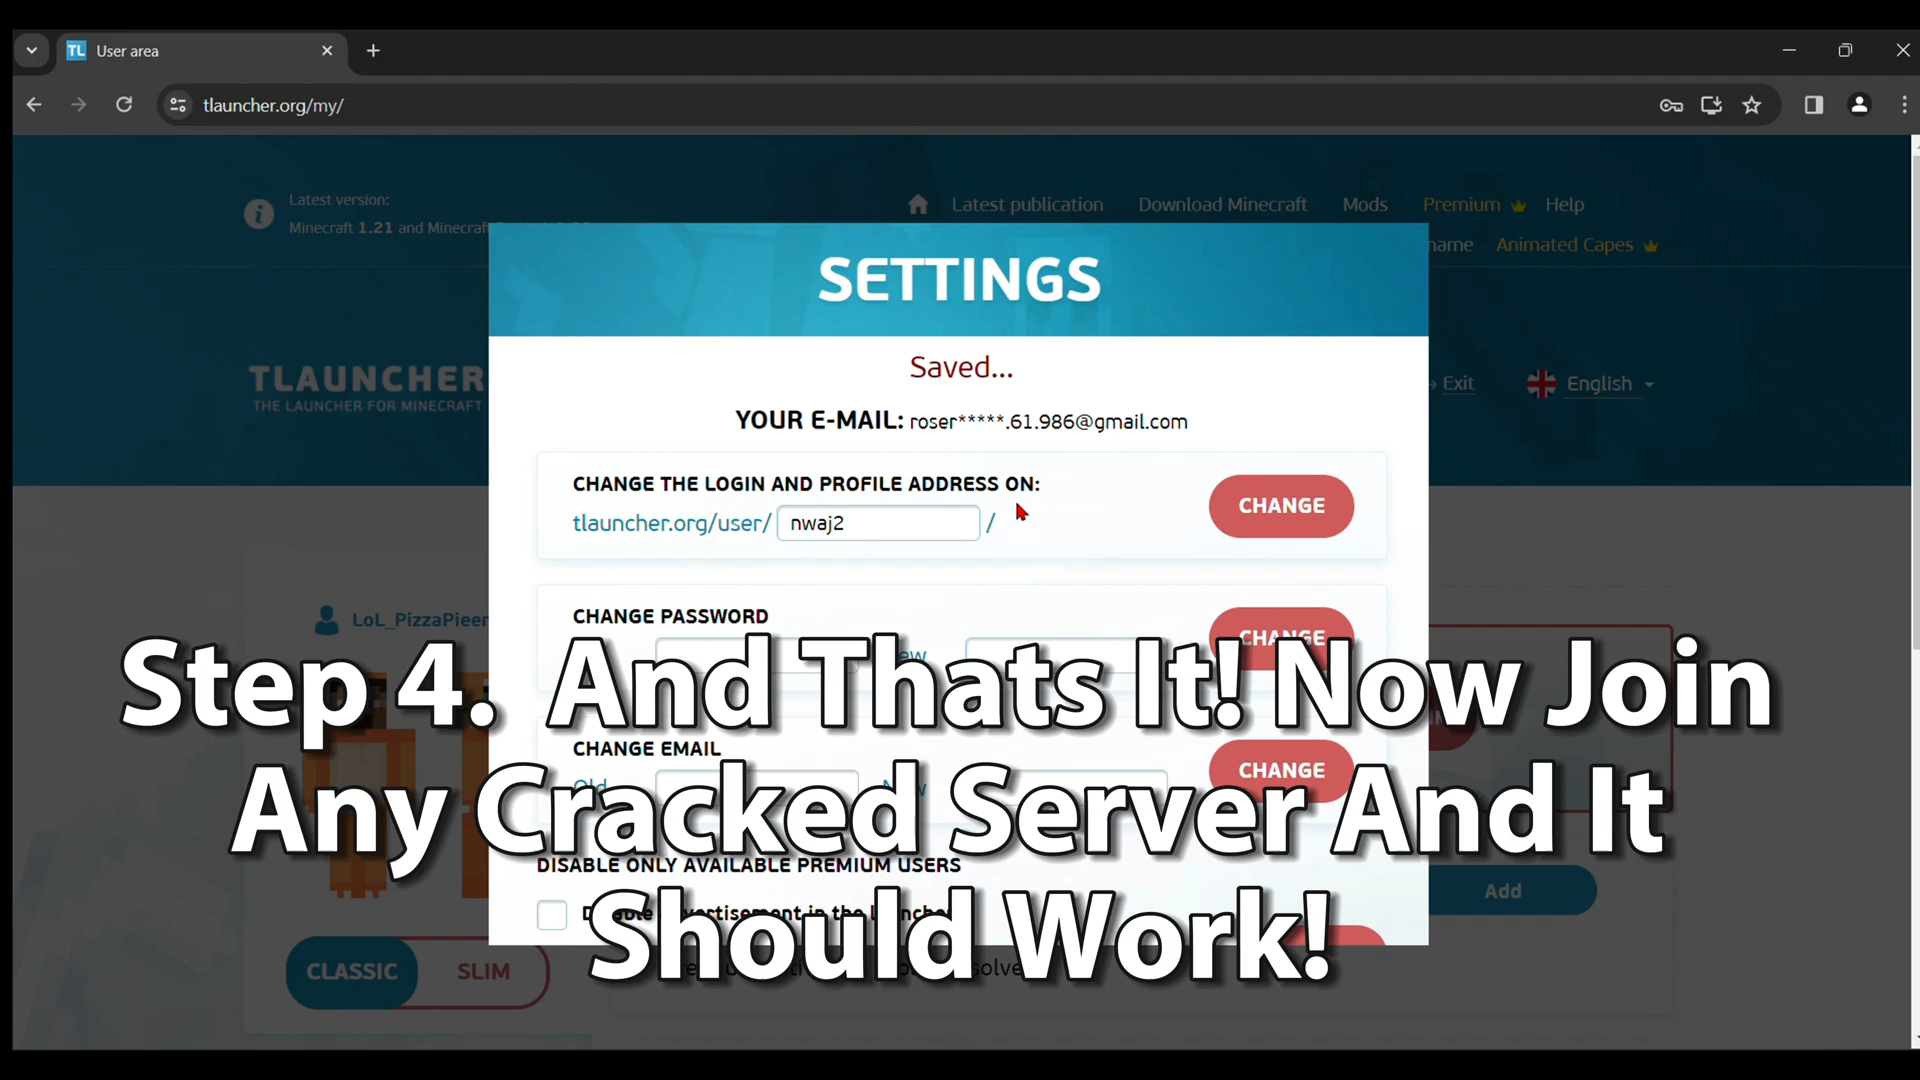 TL User area
tlauncher.org/my/
Latest version:
Minecraft 1.21 and Minecraft
Latest publication Download Minecraft Mods Premium Help
name Animated Capes
SETTINGS
TLAUNCHER
THE LAUNCHER FOR MINECRAFT
Exit English
Saved...
YOUR E-MAIL: roser*****.61.986@gmail.com
CHANGE THE LOGIN AND PROFILE ADDRESS ON:
tlauncher.org/user/ nwaj2 /
CHANGE
LoL_PizzaPieer
CHANGE PASSWORD
CHANGE
Step 4. And Thats It! Now Join
Any Cracked Server And It
Should Work!
CHANGE EMAIL
Old
CHANGE
DISABLE ONLY AVAILABLE PREMIUM USERS
Add
CLASSIC SLIM